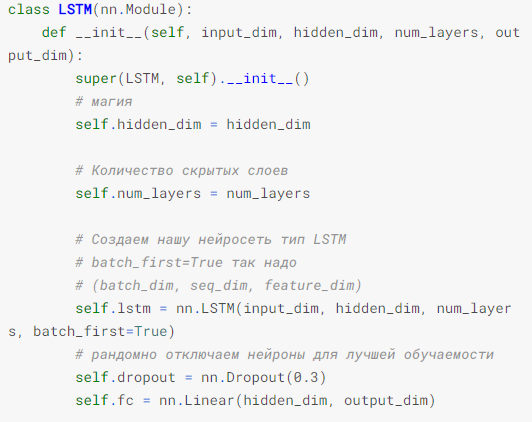 class LSTM(nn.Module):
    def __init__(self, input_dim, hidden_dim, num_layers, out
put_dim):
        super(LSTM, self).__init__()
        # магия
        self.hidden_dim = hidden_dim

        # Количество скрытых слоев
        self.num_layers = num_layers

        # Создаем нашу нейросеть тип LSTM
        # batch_first=True так надо
        # (batch_dim, seq_dim, feature_dim)
        self.lstm = nn.LSTM(input_dim, hidden_dim, num_layer
s, batch_first=True)
        # рандомно отключаем нейроны для лучшей обучаемости
        self.dropout = nn.Dropout(0.3)
        self.fc = nn.Linear(hidden_dim, output_dim)